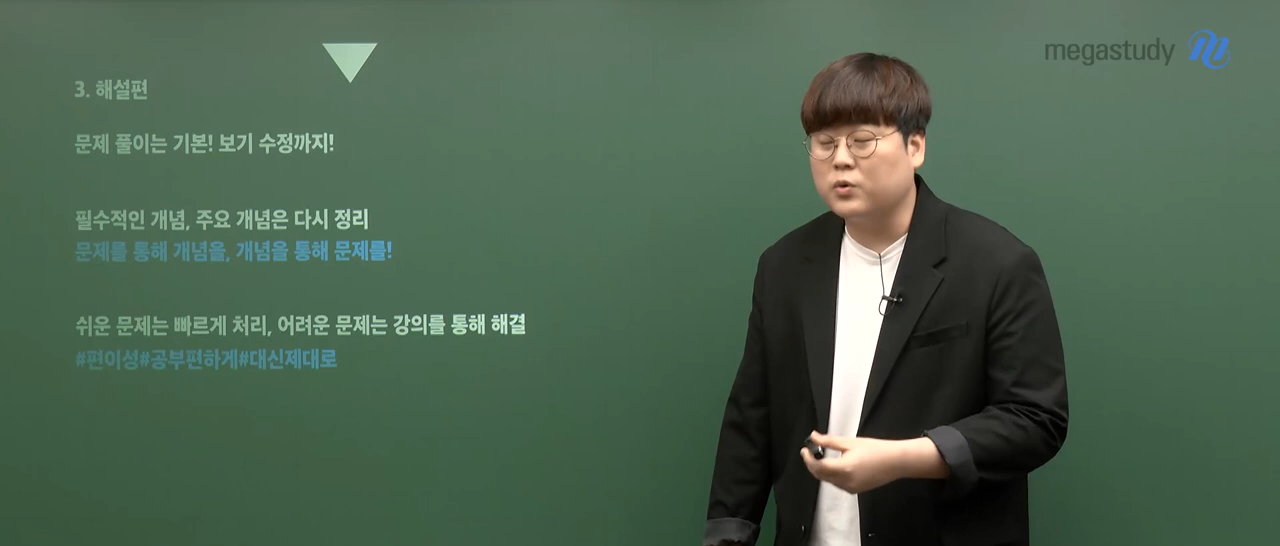 megastudy
3. 해설편
문제 풀이는 기본! 보기 수정까지!
필수적인 개념, 주요 개념은 다시 정리
문제를 통해 개념을, 개념을 통해 문제를!
쉬운 문제는 빠르게 처리, 어려운 문제는 강의를 통해 해결
#편이성#공부편하게#대신제대로